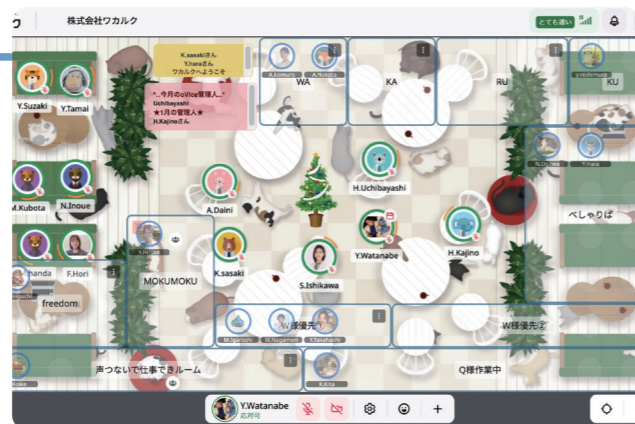 株式会社ワカルク
とても速い
K.sasakiさん
Y.haraさん
ワカルクへようこそ
*..今月のoVice管理人..*
Uchibayashi
★1月の管理人★
H.Kajinoさん
A.komuro
A.Nakata
WA
KA
RU
KU
y.nishimura
Y.Suzaki
Y.Tamai
N.Ogawa
Y.Hara
H.Uchibayashi
M.Kubota
N.Inoue
A.Daini
べしゃりば
Y.Watanabe
H.Kajino
K.sasaki
S.Ishikawa
F.Hori
MOKUMOKU
freedom
W様優先①
W様優先②
M.Igarashi
M.Nagamori
Y.Takahashi
声つないで仕事できルーム
Q様作業中
Koike
K.Kita
Y.Watanabe
応対可